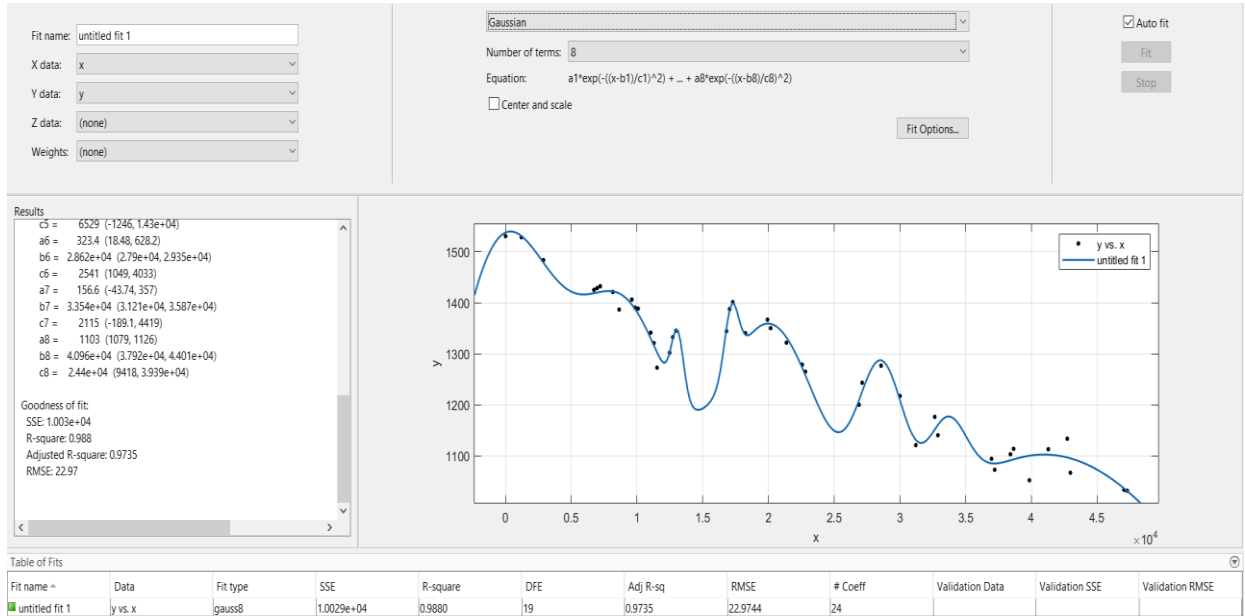 Fit name: untitled fit 1
X data: x
Y data: y
Z data: (none)
Weights: (none)
Gaussian
Number of terms: 8
Equation: a1*exp(-((x-b1)/c1)^2) + ... + a8*exp(-((x-b8)/c8)^2)
Center and scale
Fit Options...
Auto fit
Fit
Stop
Results
c5 = 6529 (-1246, 1.43e+04)
a6 = 323.4 (18.48, 628.2)
b6 = 2.862e+04 (2.79e+04, 2.935e+04)
c6 = 2541 (1049, 4033)
a7 = 156.6 (-43.74, 357)
b7 = 3.354e+04 (3.121e+04, 3.587e+04)
c7 = 2115 (-189.1, 4419)
a8 = 1103 (1079, 1126)
b8 = 4.096e+04 (3.792e+04, 4.401e+04)
c8 = 2.44e+04 (9418, 3.939e+04)
Goodness of fit:
SSE: 1.003e+04
R-square: 0.988
Adjusted R-square: 0.9735
RMSE: 22.97
y vs. x
untitled fit 1
1500
1400
1300
1200
1100
y
0 0.5 1 1.5 2 2.5 3 3.5 4 4.5
x
×10^4
Table of Fits
Fit name Data Fit type SSE R-square DFE Adj R-sq RMSE # Coeff Validation Data Validation SSE Validation RMSE
untitled fit 1 y vs. x gauss8 1.0029e+04 0.9880 19 0.9735 22.9744 24